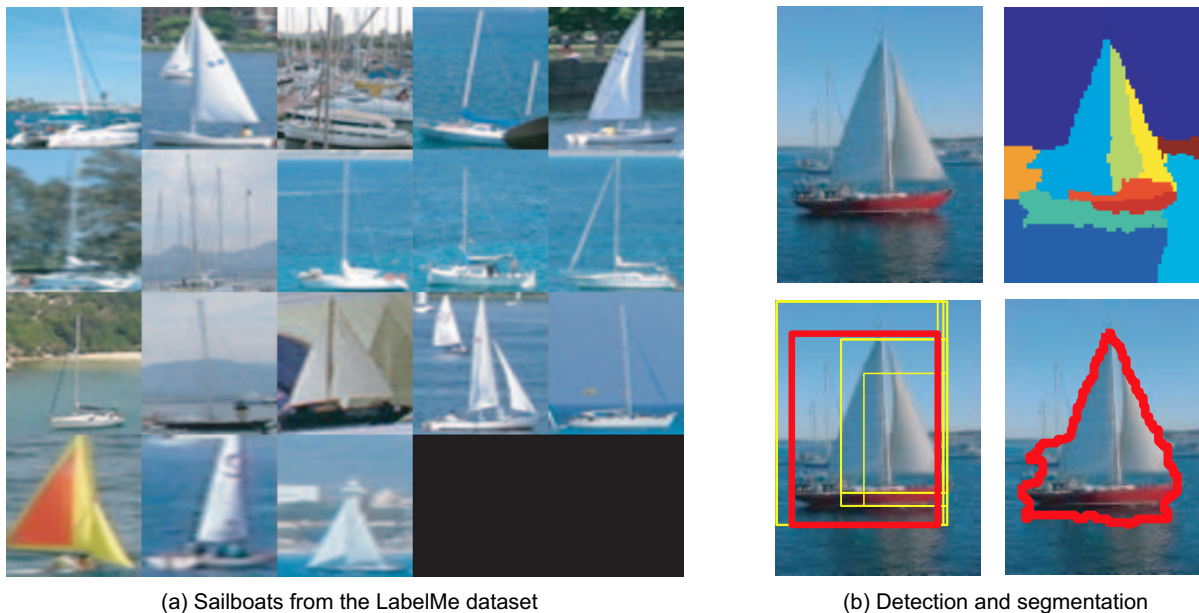 (a) Sailboats from the LabelMe dataset
(b) Detection and segmentation